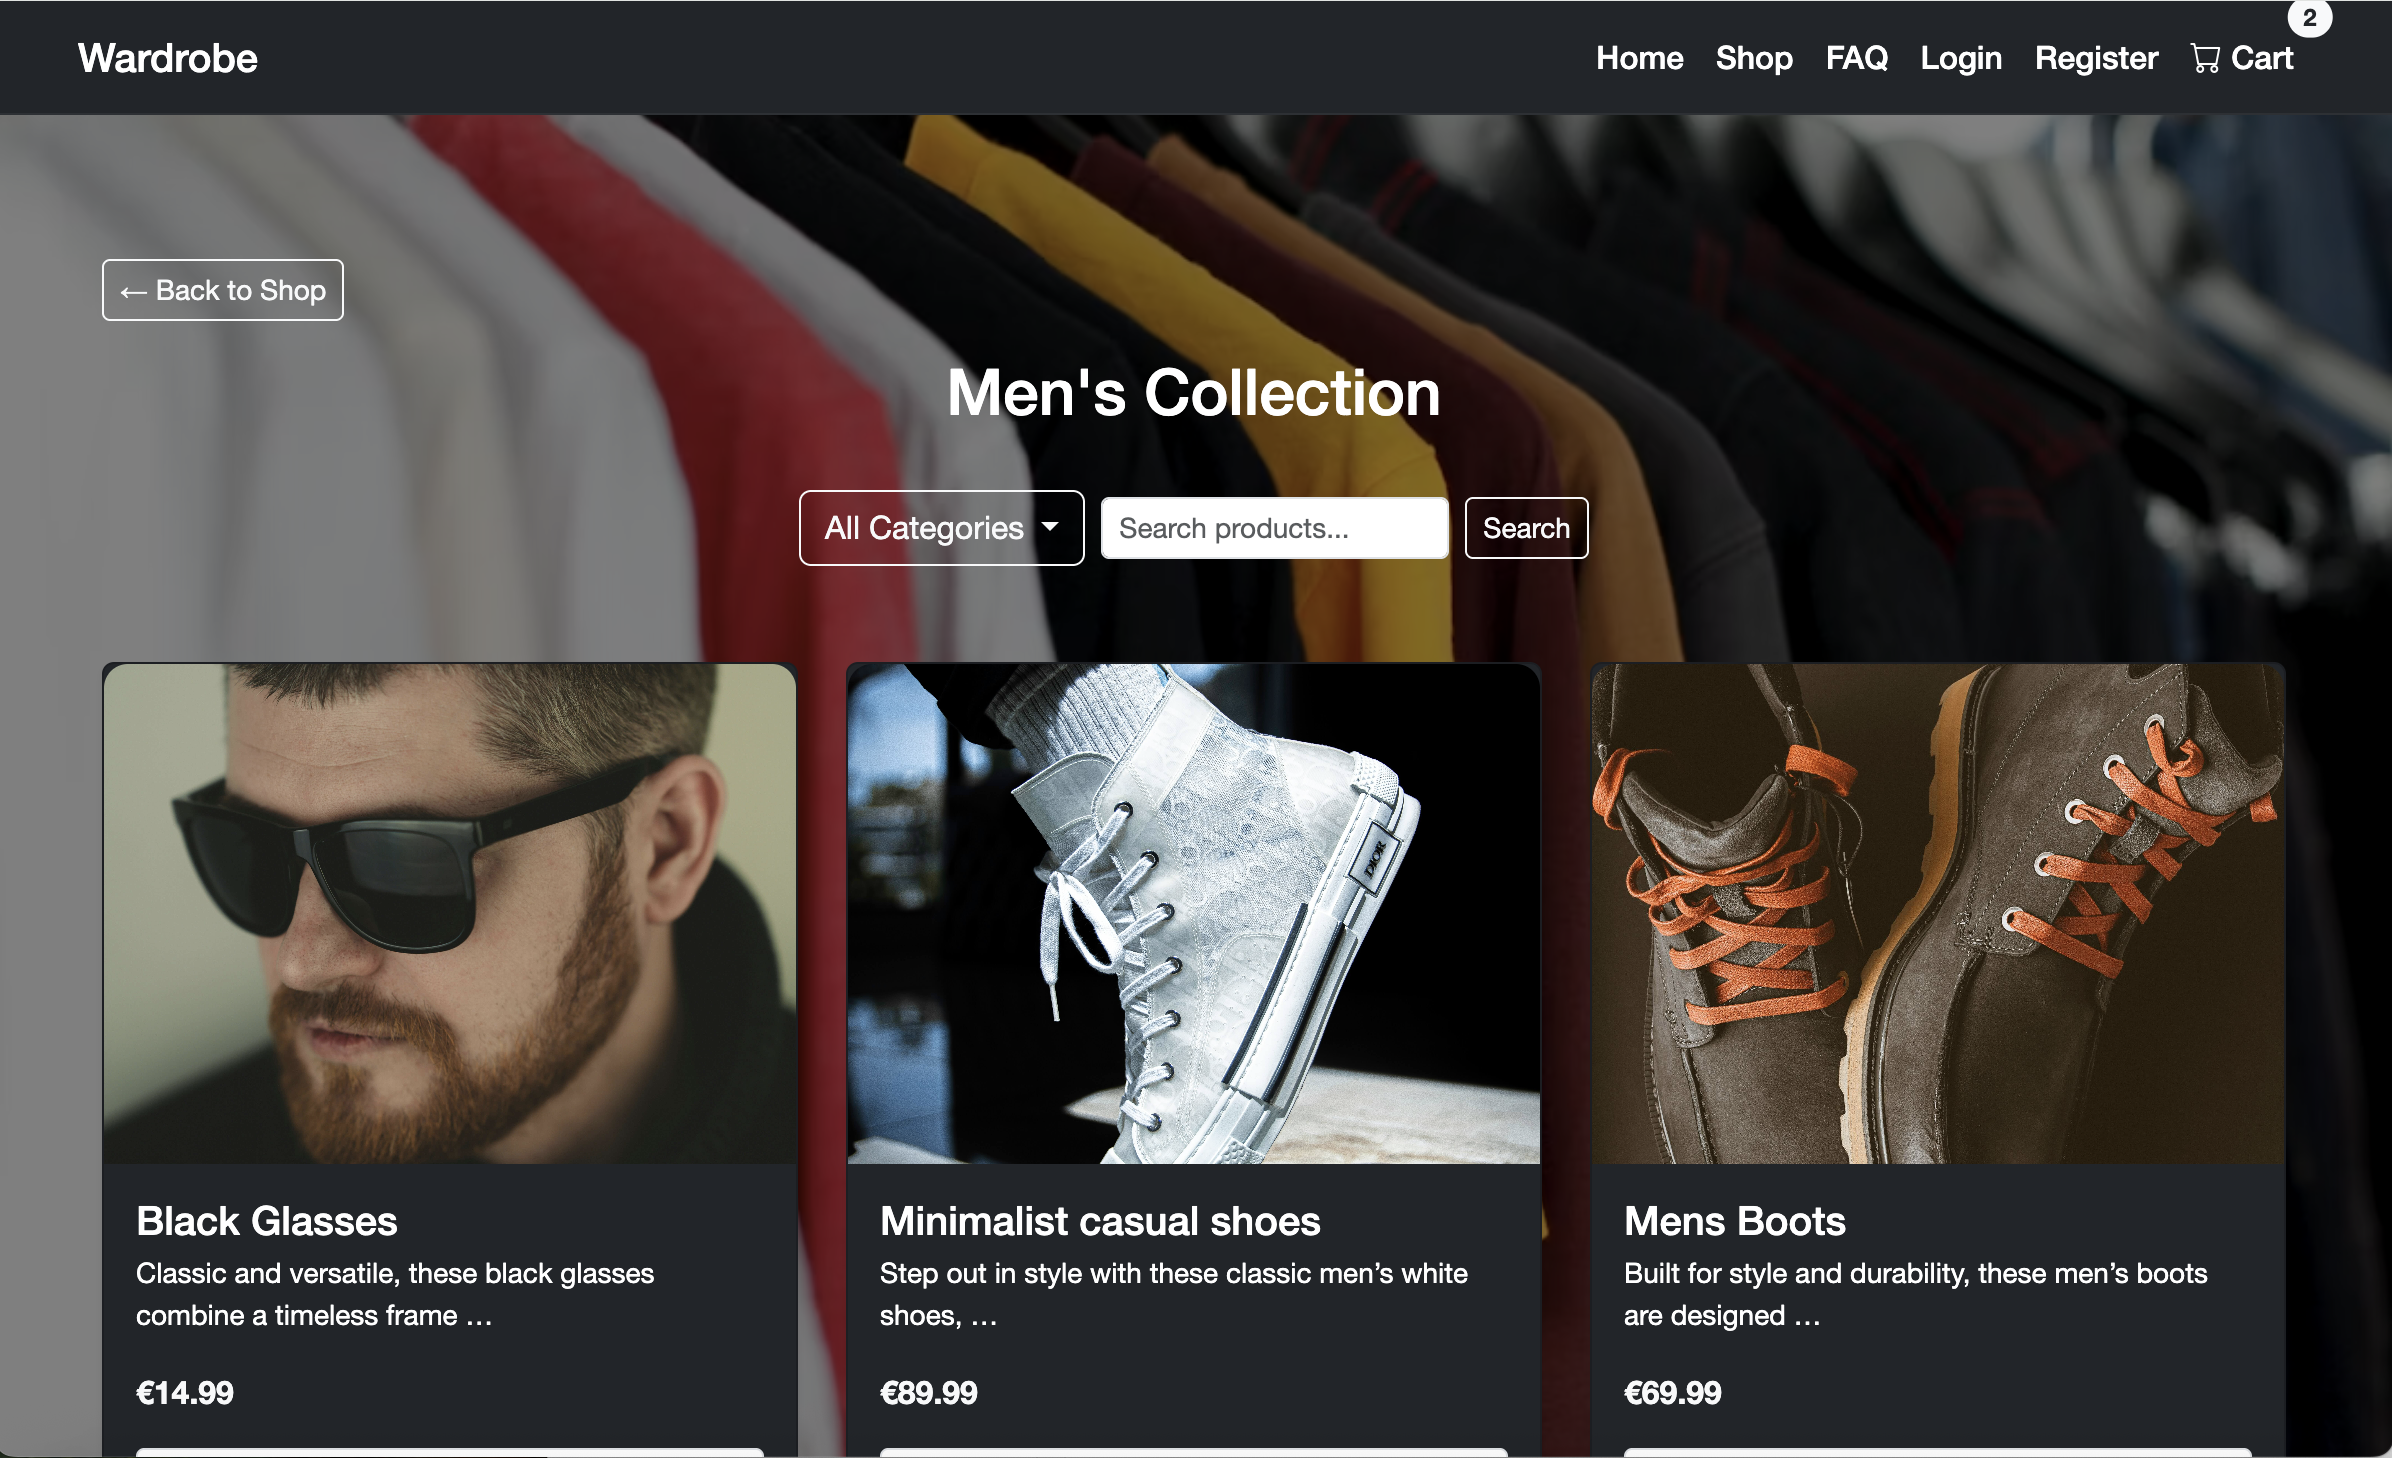 2
Wardrobe
Home Shop FAQ Login Register Cart
← Back to Shop
Men's Collection
All Categories
Search products...
Search
DIOR
Black Glasses
Classic and versatile, these black glasses
combine a timeless frame …
€14.99
Minimalist casual shoes
Step out in style with these classic men’s white
shoes, …
€89.99
Mens Boots
Built for style and durability, these men’s boots
are designed …
€69.99